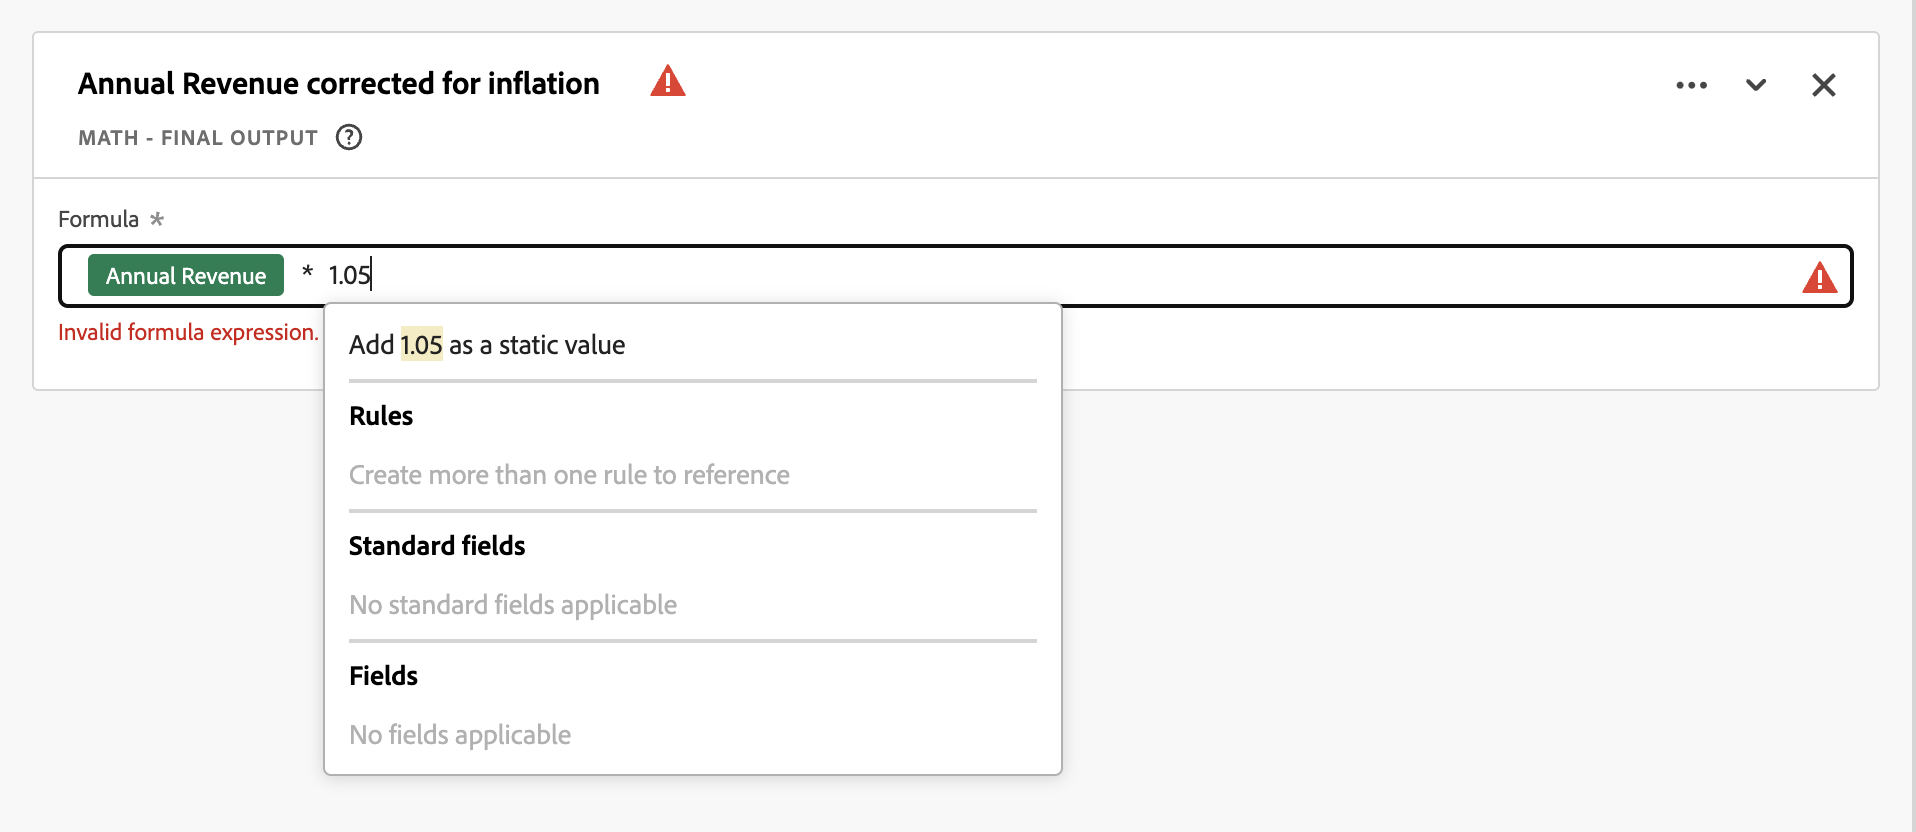 Annual Revenue corrected for inflation
MATH - FINAL OUTPUT ?
Formula *
Annual Revenue * 1.05
Invalid formula expression.
Add 1.05 as a static value
Rules
Create more than one rule to reference
Standard fields
No standard fields applicable
Fields
No fields applicable